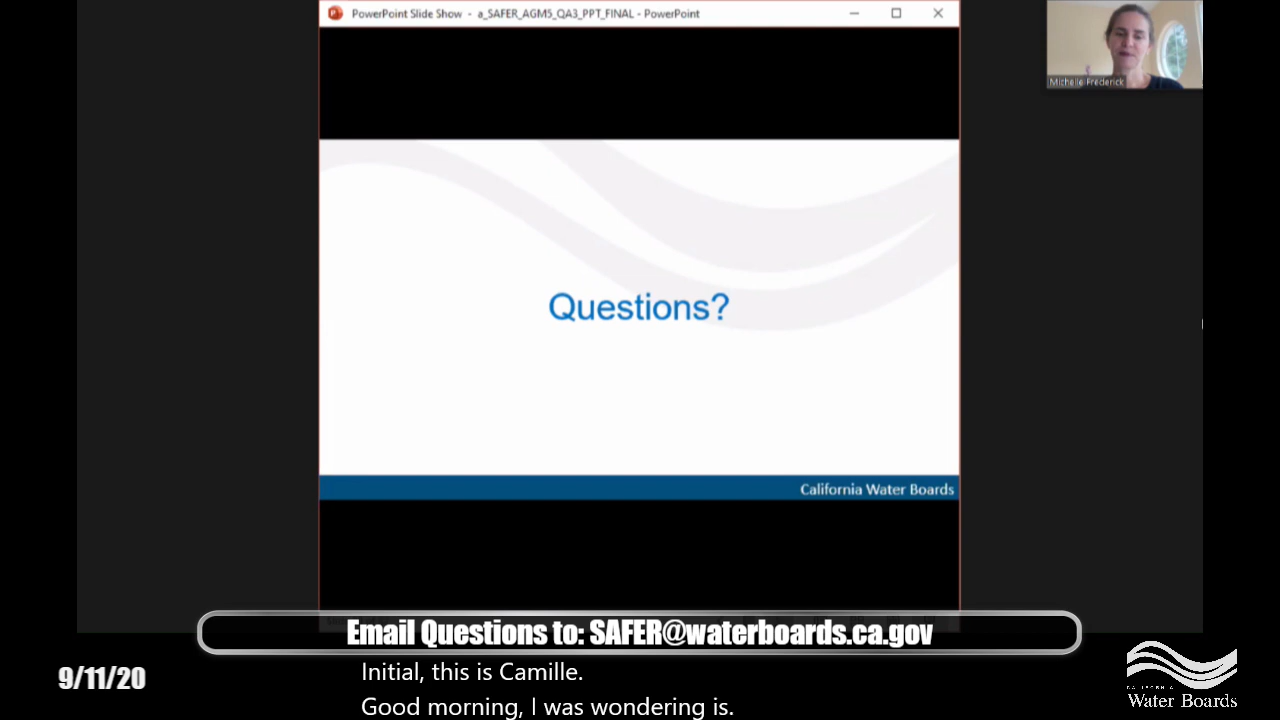 PowerPoint Slide Show - a_SAFER_AGM5_QA3_PPT_FINAL - PowerPoint
Michelle Frederick
Questions?
California Water Boards
Email Questions to: SAFER@waterboards.ca.gov
9/11/20
Initial, this is Camille.
Good morning, I was wondering is.
CALIFORNIA
Water Boards